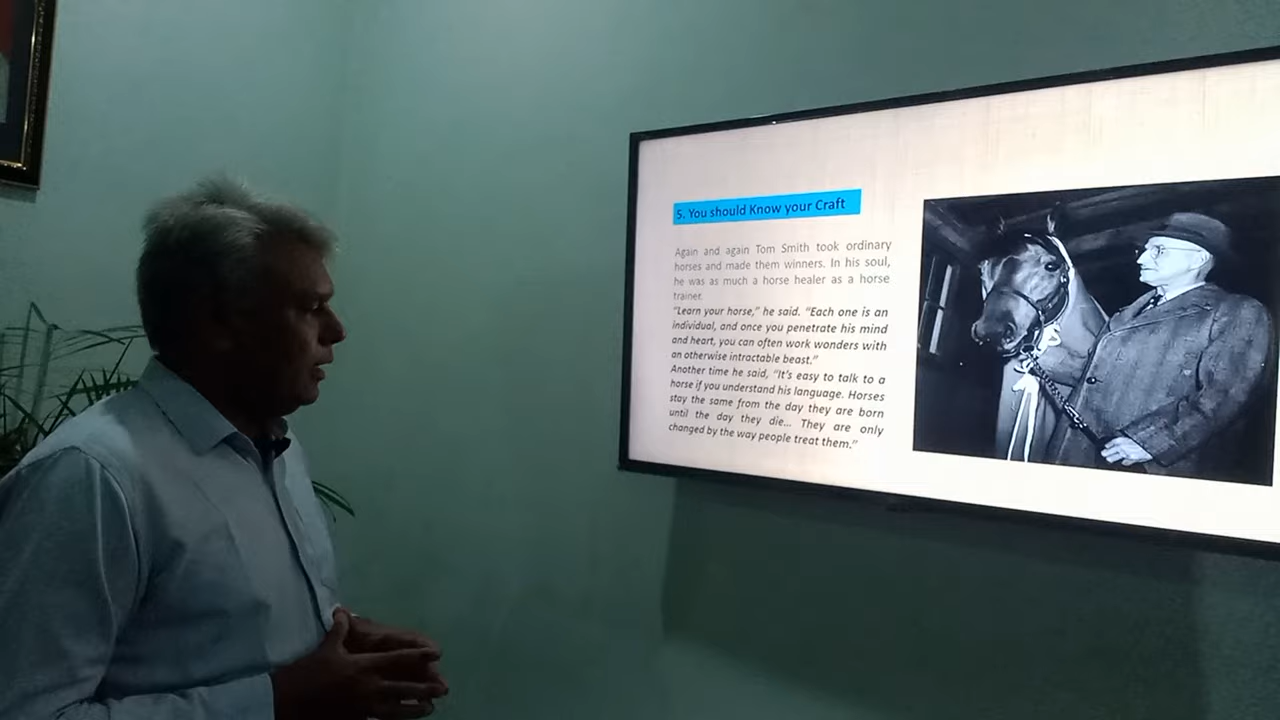 5. You should Know your Craft
Again and again Tom Smith took ordinary
horses and made them winners. In his soul,
he was as much a horse healer as a horse
trainer.
"Learn your horse," he said. "Each one is an
individual, and once you penetrate his mind
and heart, you can often work wonders with
an otherwise intractable beast."
Another time he said, "It's easy to talk to a
horse if you understand his language. Horses
stay the same from the day they are born
until the day they die... They are only
changed by the way people treat them."